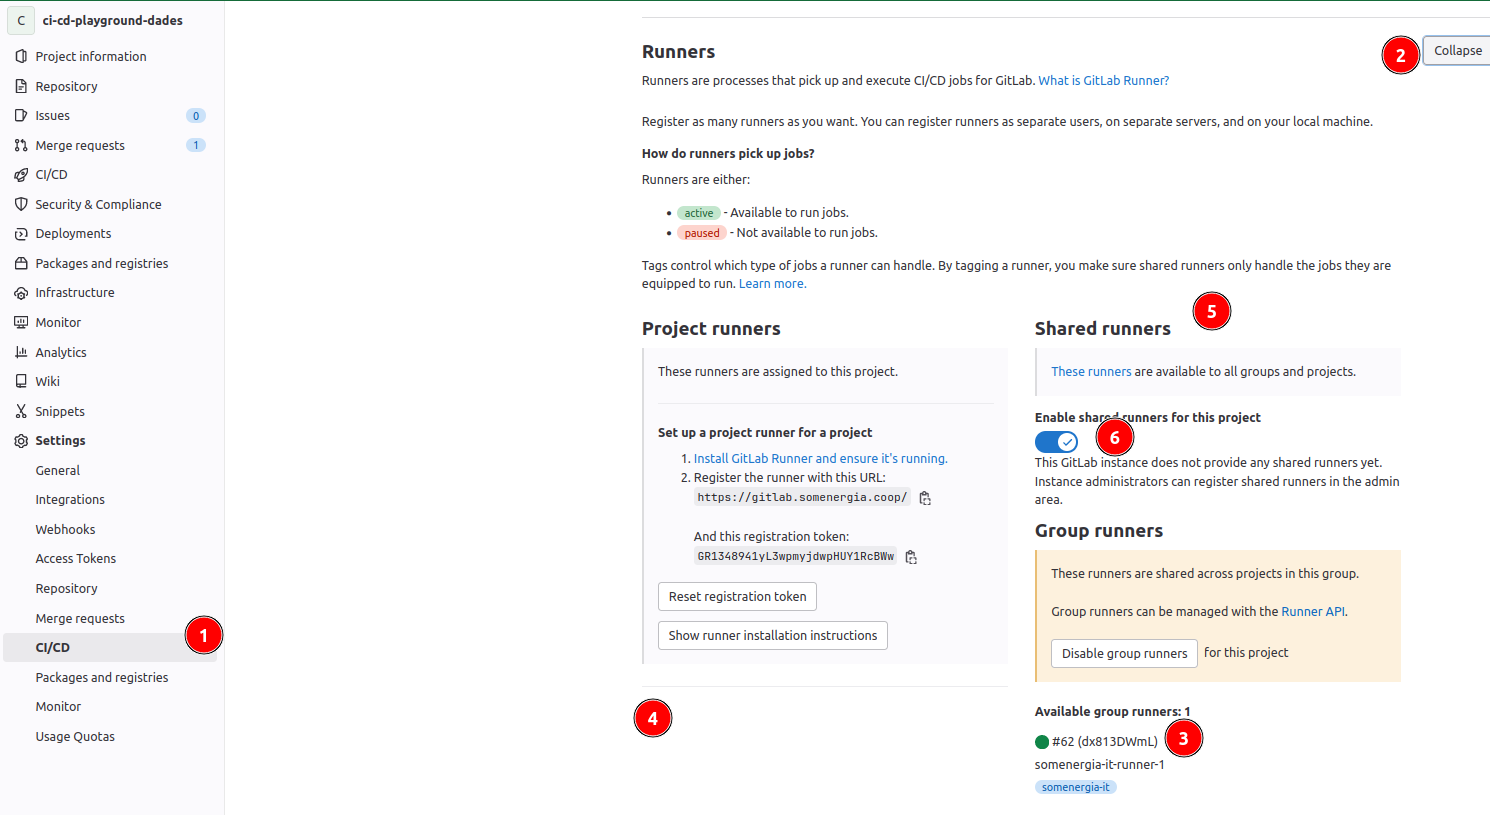 C ci-cd-playground-dades
Project information
Repository
Issues 0
Merge requests 1
CI/CD
Security & Compliance
Deployments
Packages and registries
Infrastructure
Monitor
Analytics
Wiki
Snippets
Settings
General
Integrations
Webhooks
Access Tokens
Repository
Merge requests
CI/CD 1
Packages and registries
Monitor
Usage Quotas
Runners
2 Collapse
Runners are processes that pick up and execute CI/CD jobs for GitLab. What is GitLab Runner?
Register as many runners as you want. You can register runners as separate users, on separate servers, and on your local machine.
How do runners pick up jobs?
Runners are either:
• active - Available to run jobs.
• paused - Not available to run jobs.
Tags control which type of jobs a runner can handle. By tagging a runner, you make sure shared runners only handle the jobs they are
equipped to run. Learn more.
Project runners
These runners are assigned to this project.
Set up a project runner for a project
1. Install GitLab Runner and ensure it's running.
2. Register the runner with this URL:
https://gitlab.somenergia.coop/
And this registration token:
GR1348941yL3wpmyjdwpHUY1RcBWw
Reset registration token
Show runner installation instructions
4
Shared runners 5
These runners are available to all groups and projects.
Enable shared runners for this project
6
This GitLab instance does not provide any shared runners yet.
Instance administrators can register shared runners in the admin
area.
Group runners
These runners are shared across projects in this group.
Group runners can be managed with the Runner API.
Disable group runners for this project
Available group runners: 1
#62 (dx813DWmL) 3
somenergia-it-runner-1
somenergia-it